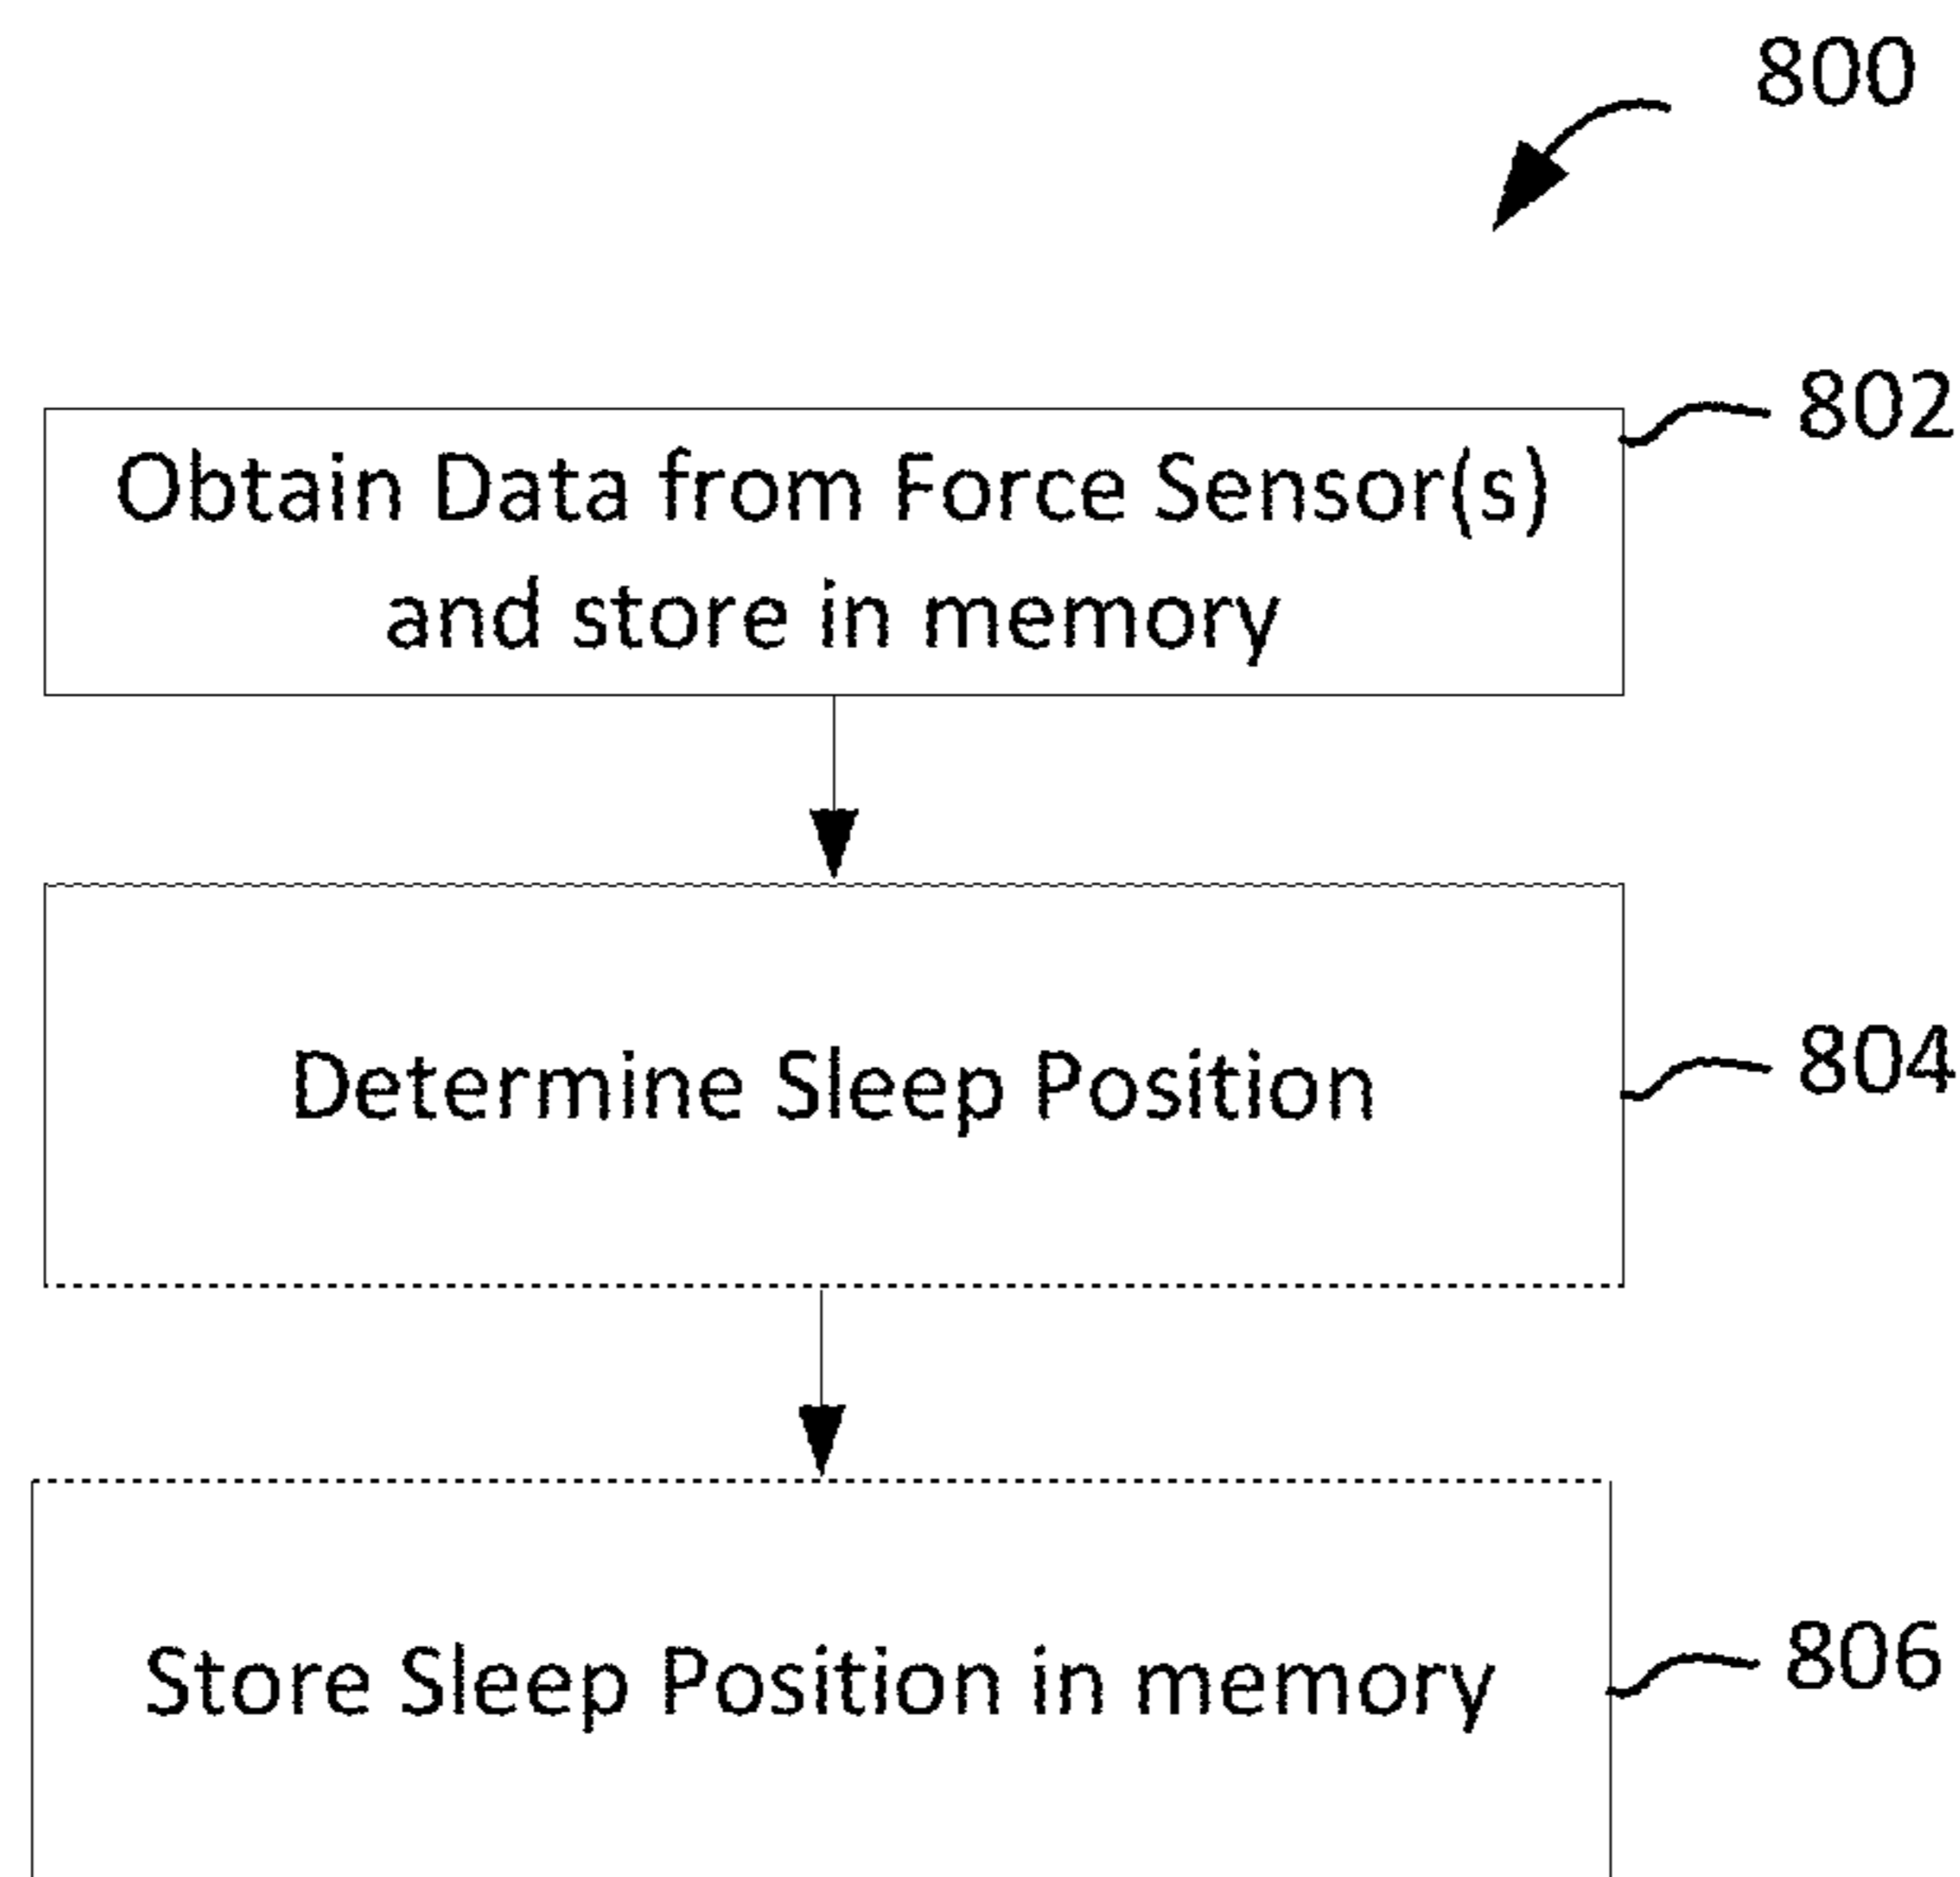 800
802
Obtain Data from Force Sensor(s)
and store in memory
Determine Sleep Position
804
Store Sleep Position in memory
806